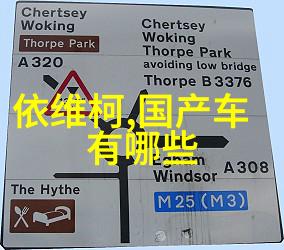 Chertsey
Woking
Thorpe Park
A320
Chertsey
Woking
Thorpe Park
avoiding low bridge
Thorpe B3376
依维柯,国产车
有哪些
Egham
Windsor
A308
M25 (M3)
The Hythe